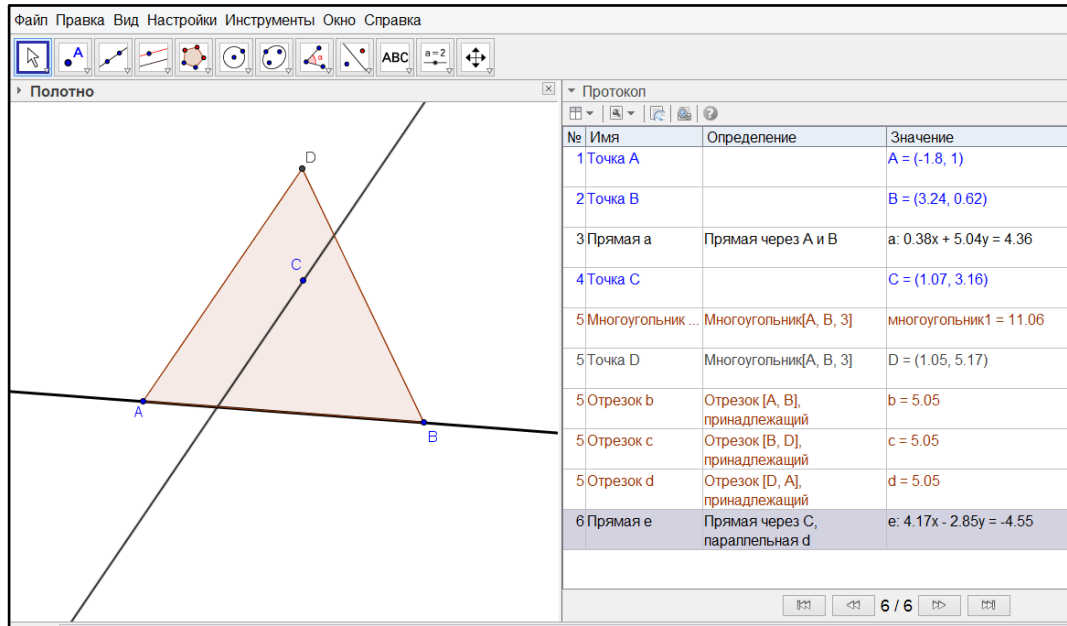 Файл Правка Вид Настройки Инструменты Окно Справка
A α ABC a=2
Полотно
Протокол
D
C
A
B
№ Имя Определение Значение
1 Точка A A = (-1.8, 1)
2 Точка B B = (3.24, 0.62)
3 Прямая a Прямая через A и B a: 0.38x + 5.04y = 4.36
4 Точка C C = (1.07, 3.16)
5 Многоугольник ... Многоугольник[A, B, 3] многоугольник1 = 11.06
5 Точка D Многоугольник[A, B, 3] D = (1.05, 5.17)
5 Отрезок b Отрезок [A, B], b = 5.05
принадлежащий
5 Отрезок c Отрезок [B, D], c = 5.05
принадлежащий
5 Отрезок d Отрезок [D, A], d = 5.05
принадлежащий
6 Прямая e Прямая через C, e: 4.17x - 2.85y = -4.55
параллельная d
6 / 6